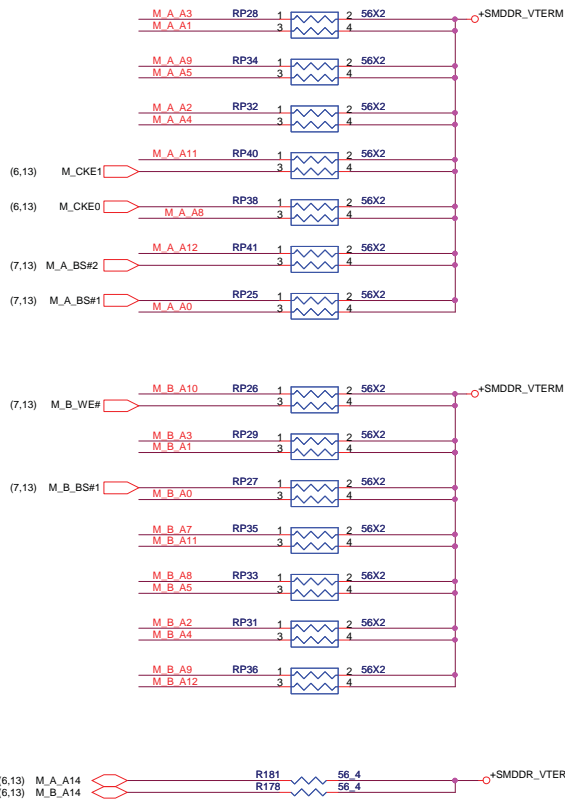 M_A_A3 RP28 1 2 56X2 +SMDDR_VTERM
M_A_A1 3 4
M_A_A9 RP34 1 2 56X2
M_A_A5 3 4
M_A_A2 RP32 1 2 56X2
M_A_A4 3 4
M_A_A11 RP40 1 2 56X2
(6,13) M_CKE1 3 4
(6,13) M_CKE0 RP38 1 2 56X2
M_A_A8 3 4
M_A_A12 RP41 1 2 56X2
(7,13) M_A_BS#2 3 4
(7,13) M_A_BS#1 RP25 1 2 56X2
M_A_A0 3 4
M_B_A10 RP26 1 2 56X2 +SMDDR_VTERM
(7,13) M_B_WE# 3 4
M_B_A3 RP29 1 2 56X2
M_B_A1 3 4
(7,13) M_B_BS#1 RP27 1 2 56X2
M_B_A0 3 4
M_B_A7 RP35 1 2 56X2
M_B_A11 3 4
M_B_A8 RP33 1 2 56X2
M_B_A5 3 4
M_B_A2 RP31 1 2 56X2
M_B_A4 3 4
M_B_A9 RP36 1 2 56X2
M_B_A12 3 4
(6,13) M_A_A14 R181 56_4 +SMDDR_VTER
(6,13) M_B_A14 R178 56_4